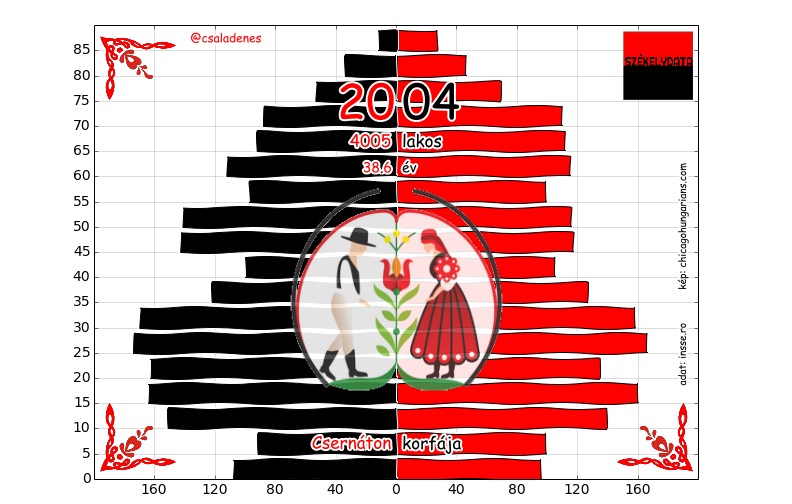 @csaladenes
SZÉKELYDATA
2004
4005 lakos
38.6 év
Csernáton korfája
kép: chicagohungarians.com
adat: insse.ro
85
80
75
70
65
60
55
50
45
40
35
30
25
20
15
10
5
0
160 120 80 40 0 40 80 120 160